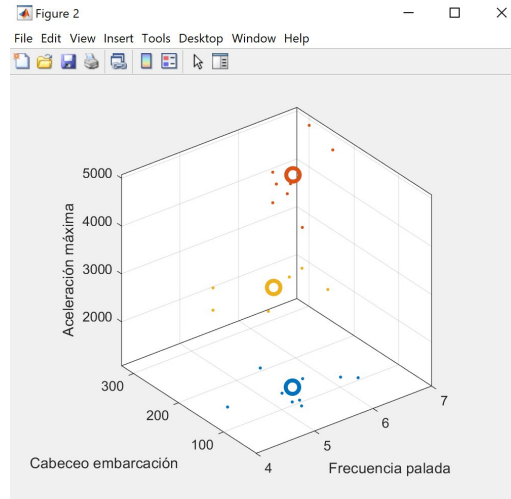 Figure 2
File Edit View Insert Tools Desktop Window Help
5000
4000
3000
2000
Aceleración máxima
300
200
100
Cabeceo embarcación
4
5
6
7
Frecuencia palada